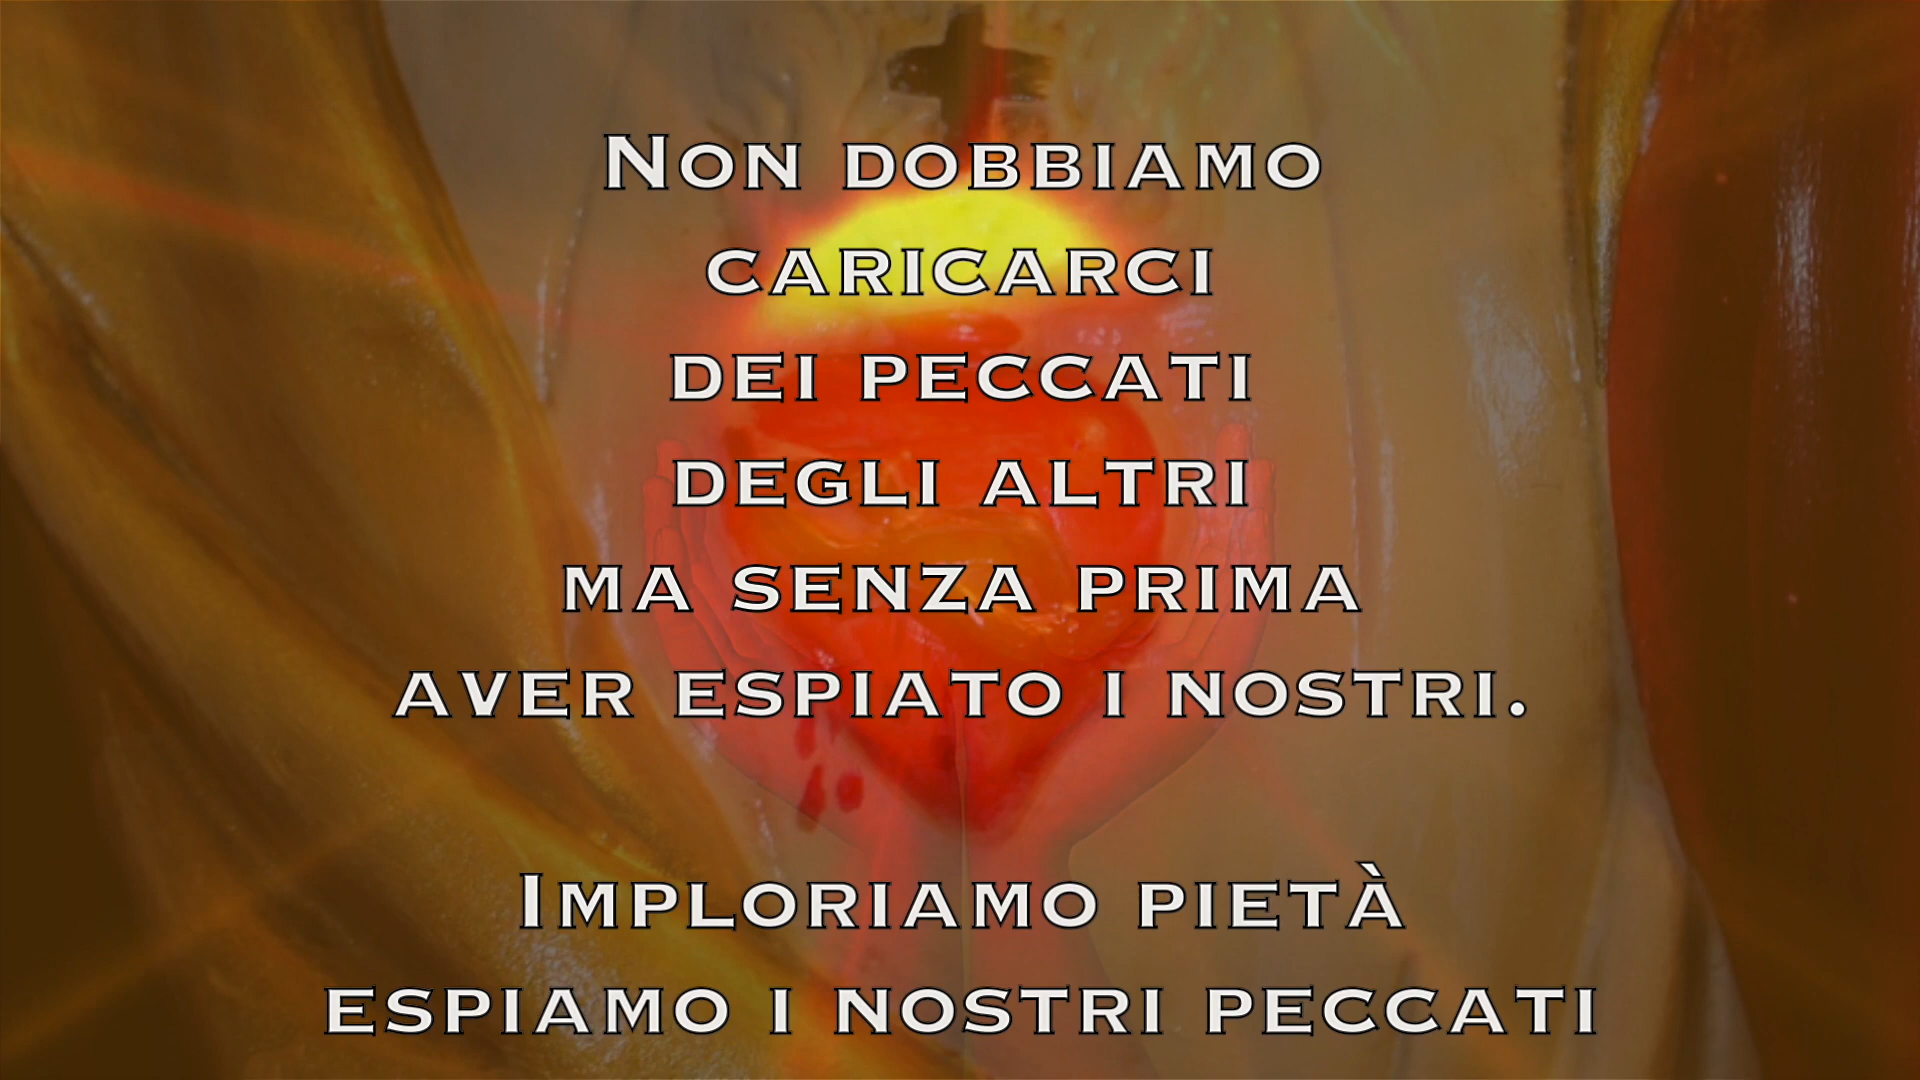 Non dobbiamo
caricarci
dei peccati
degli altri
ma senza prima
aver espiato i nostri.
Imploriamo pietà
espiamo i nostri peccati